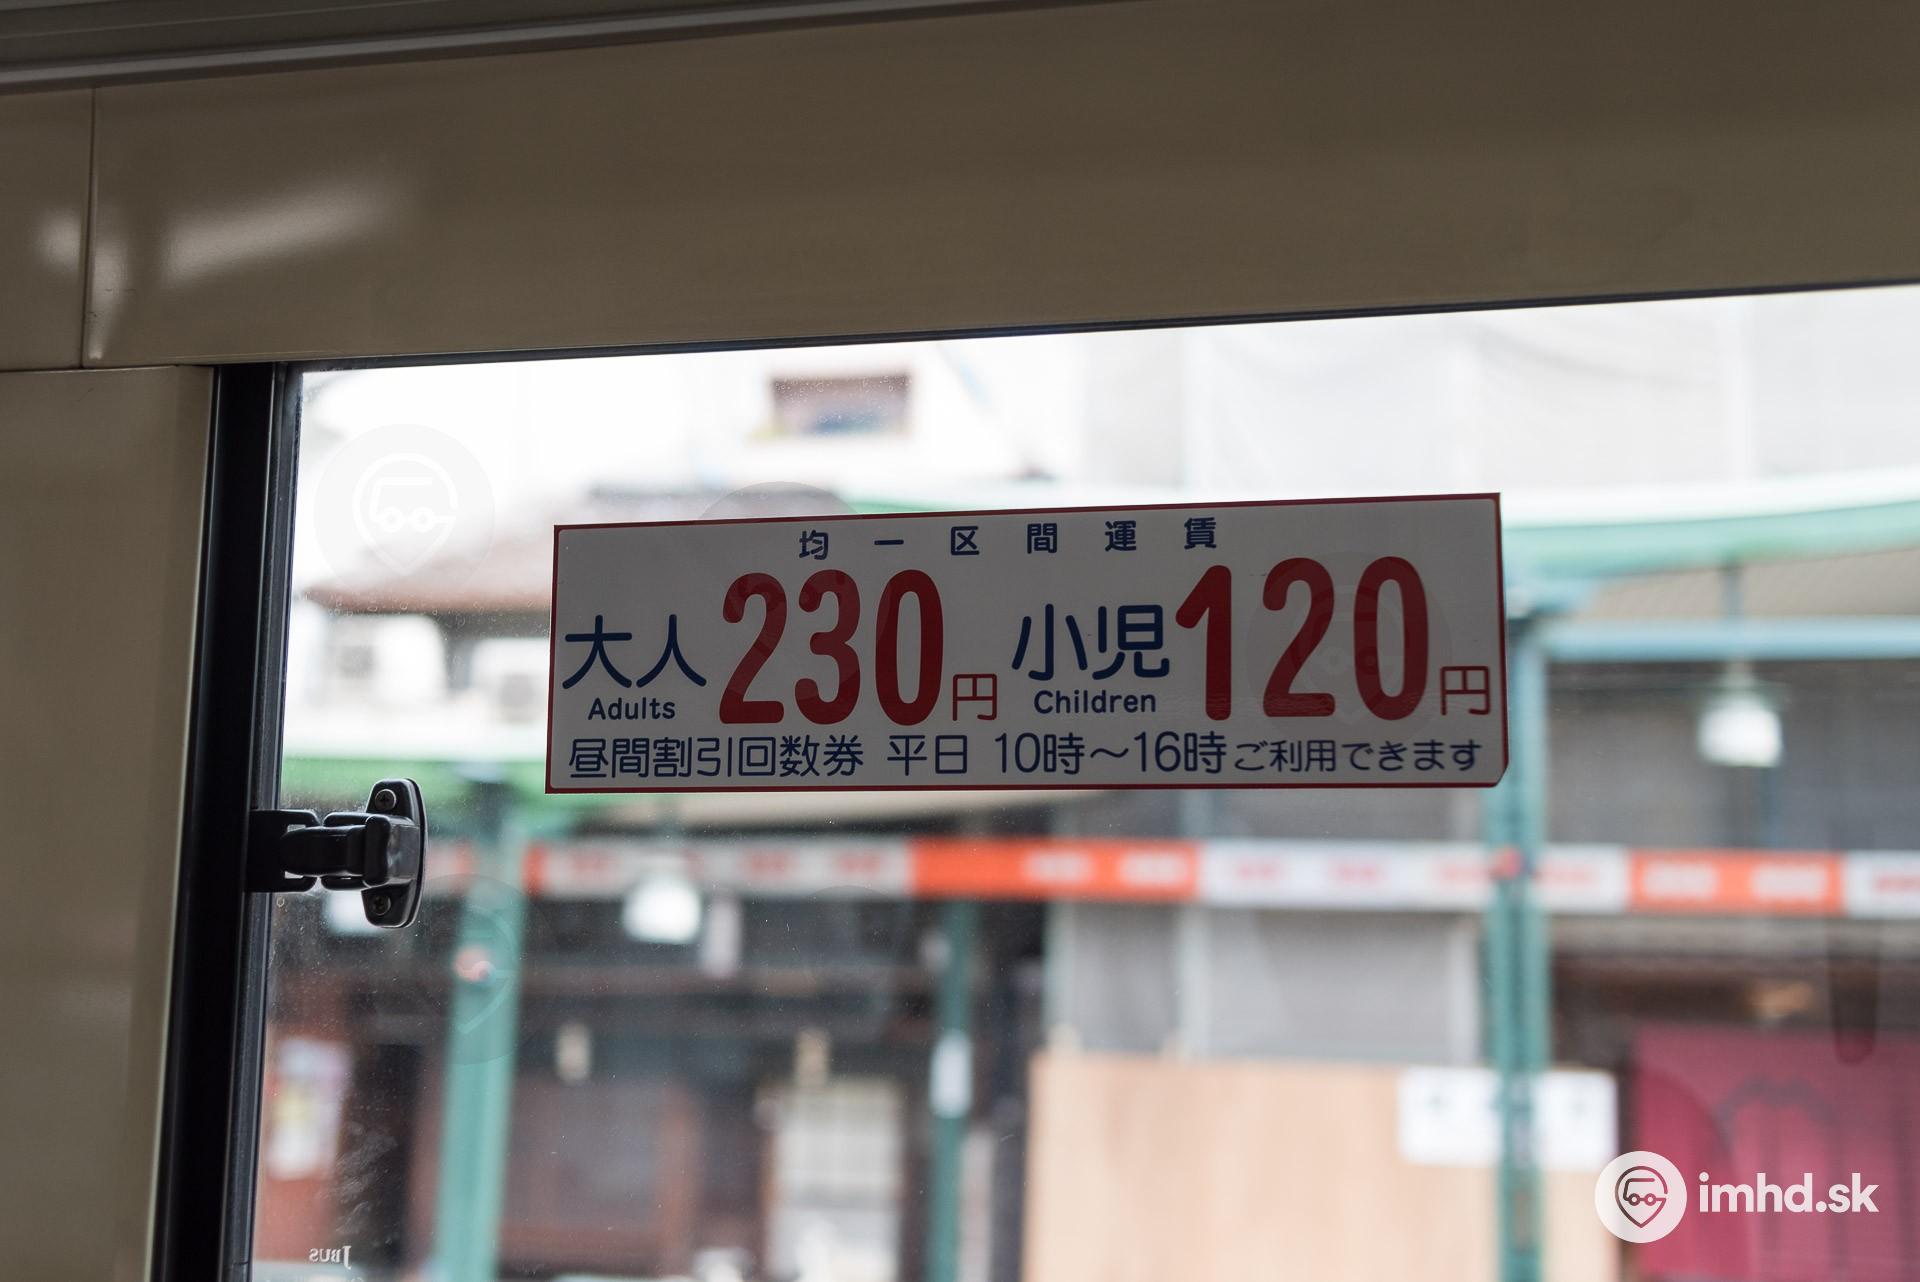 均一区間運賃
大人 230円 小児 120円
Adults Children
昼間割引回数券 平日 10時〜16時ご利用できます
JBUS
imhd.sk